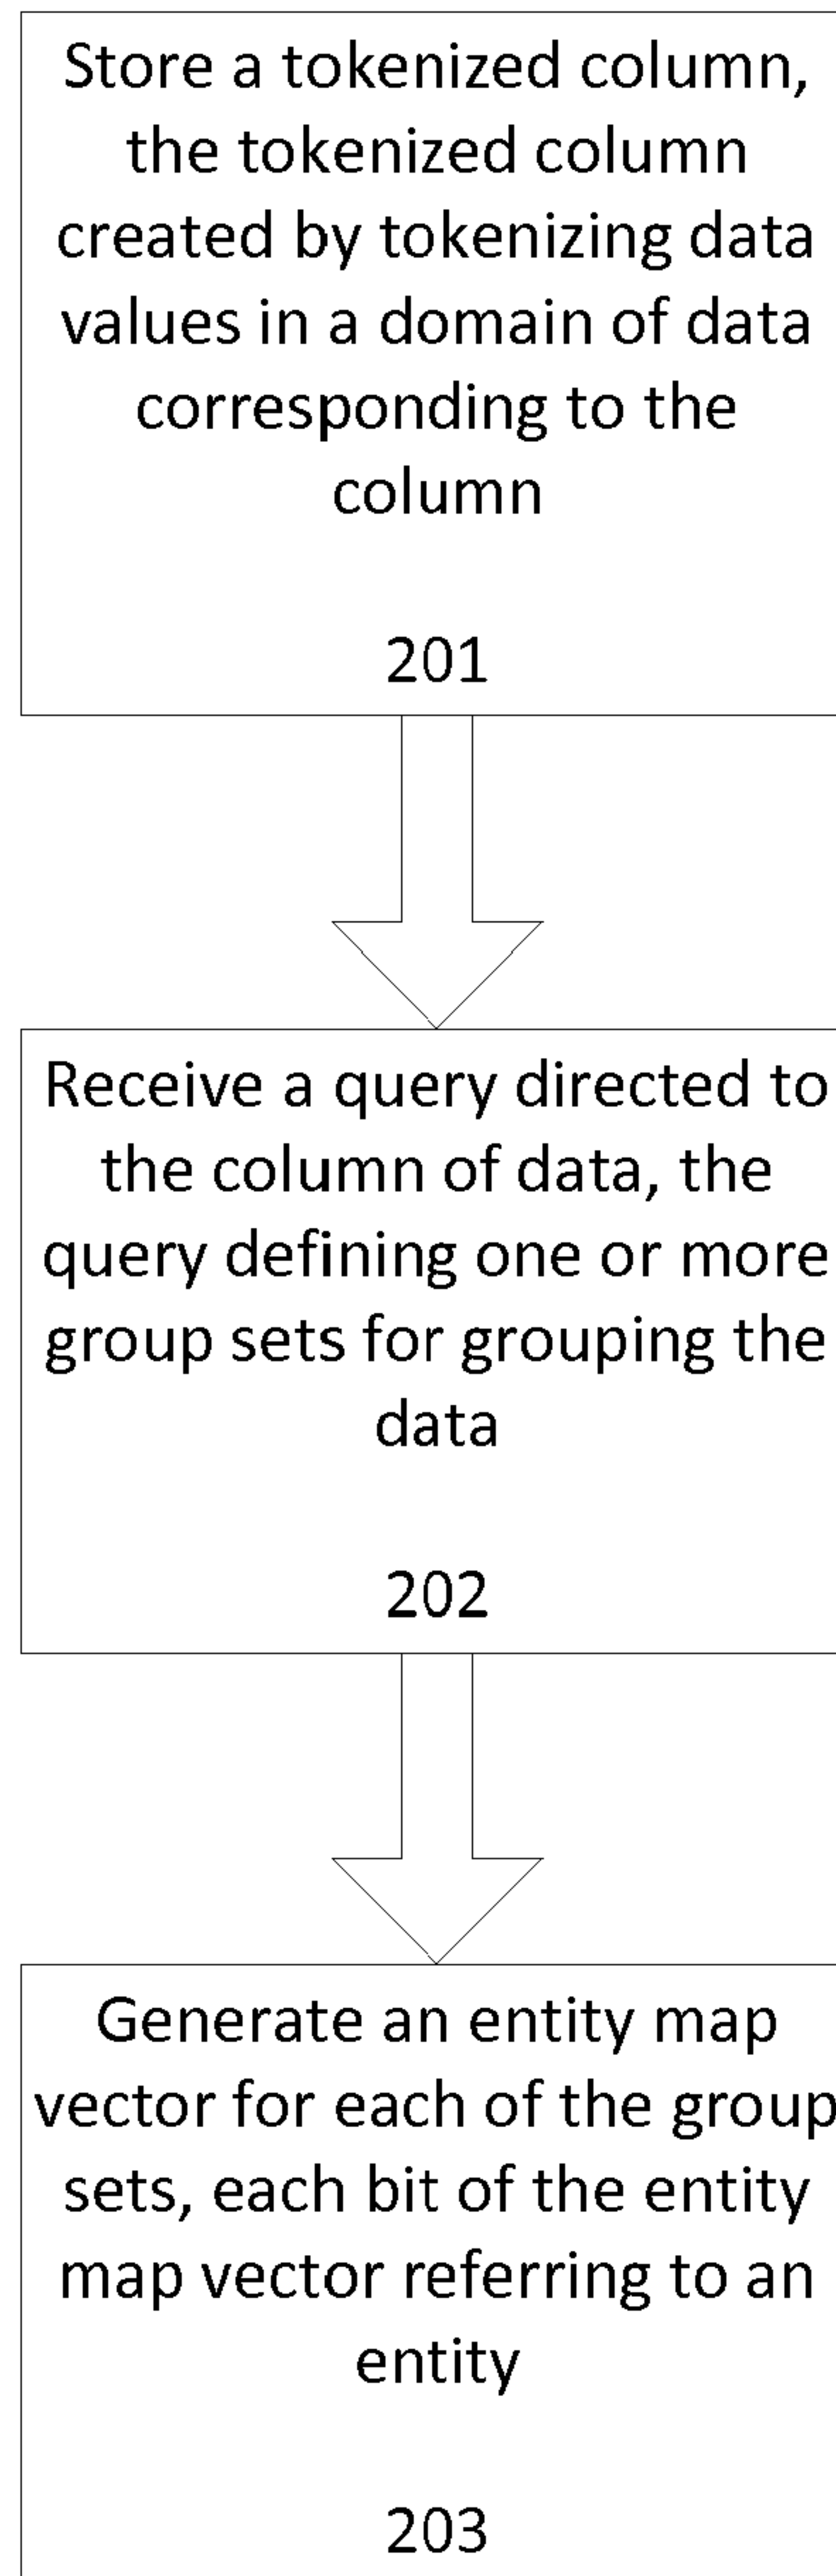 Store a tokenized column,
the tokenized column
created by tokenizing data
values in a domain of data
corresponding to the
column
201
Receive a query directed to
the column of data, the
query defining one or more
group sets for grouping the
data
202
Generate an entity map
vector for each of the group
sets, each bit of the entity
map vector referring to an
entity
203